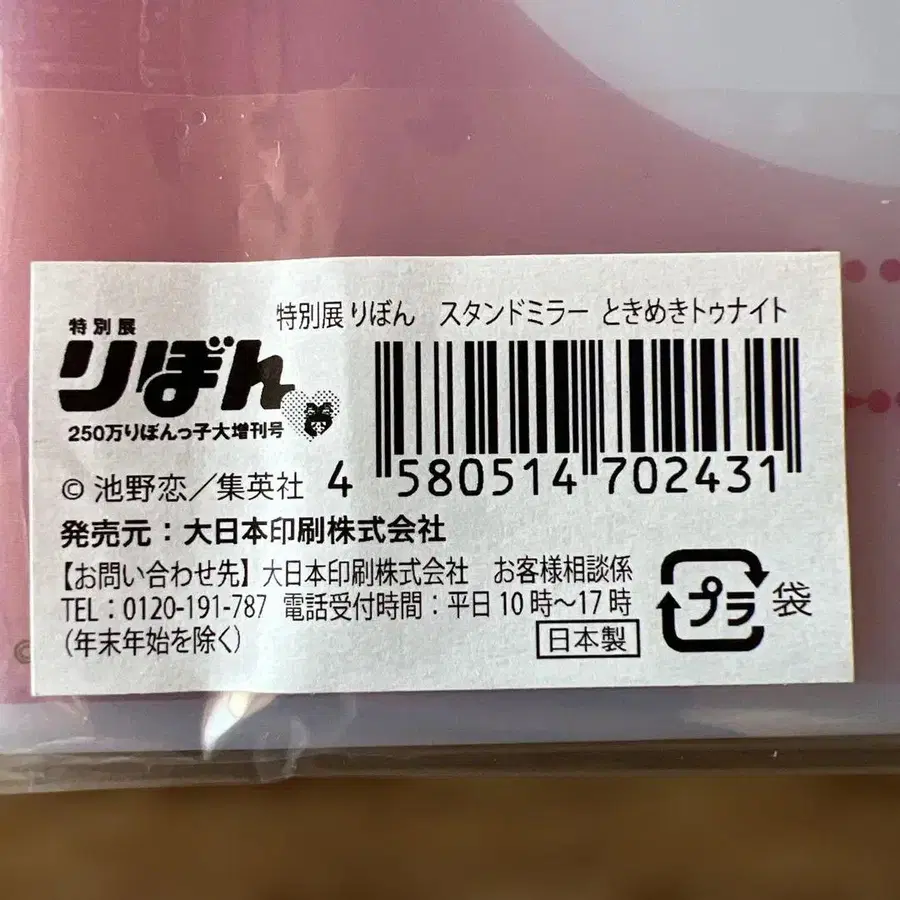 特別展 りぼん スタンドミラー ときめきトゥナイト
特別展
りぼん
250万りぼんっ子大増刊号
© 池野恋／集英社
4 580514 702431
発売元：大日本印刷株式会社
【お問い合わせ先】大日本印刷株式会社 お客様相談係
TEL：0120-191-787 電話受付時間：平日10時～17時
（年末年始を除く）
日本製
プラ 袋
©